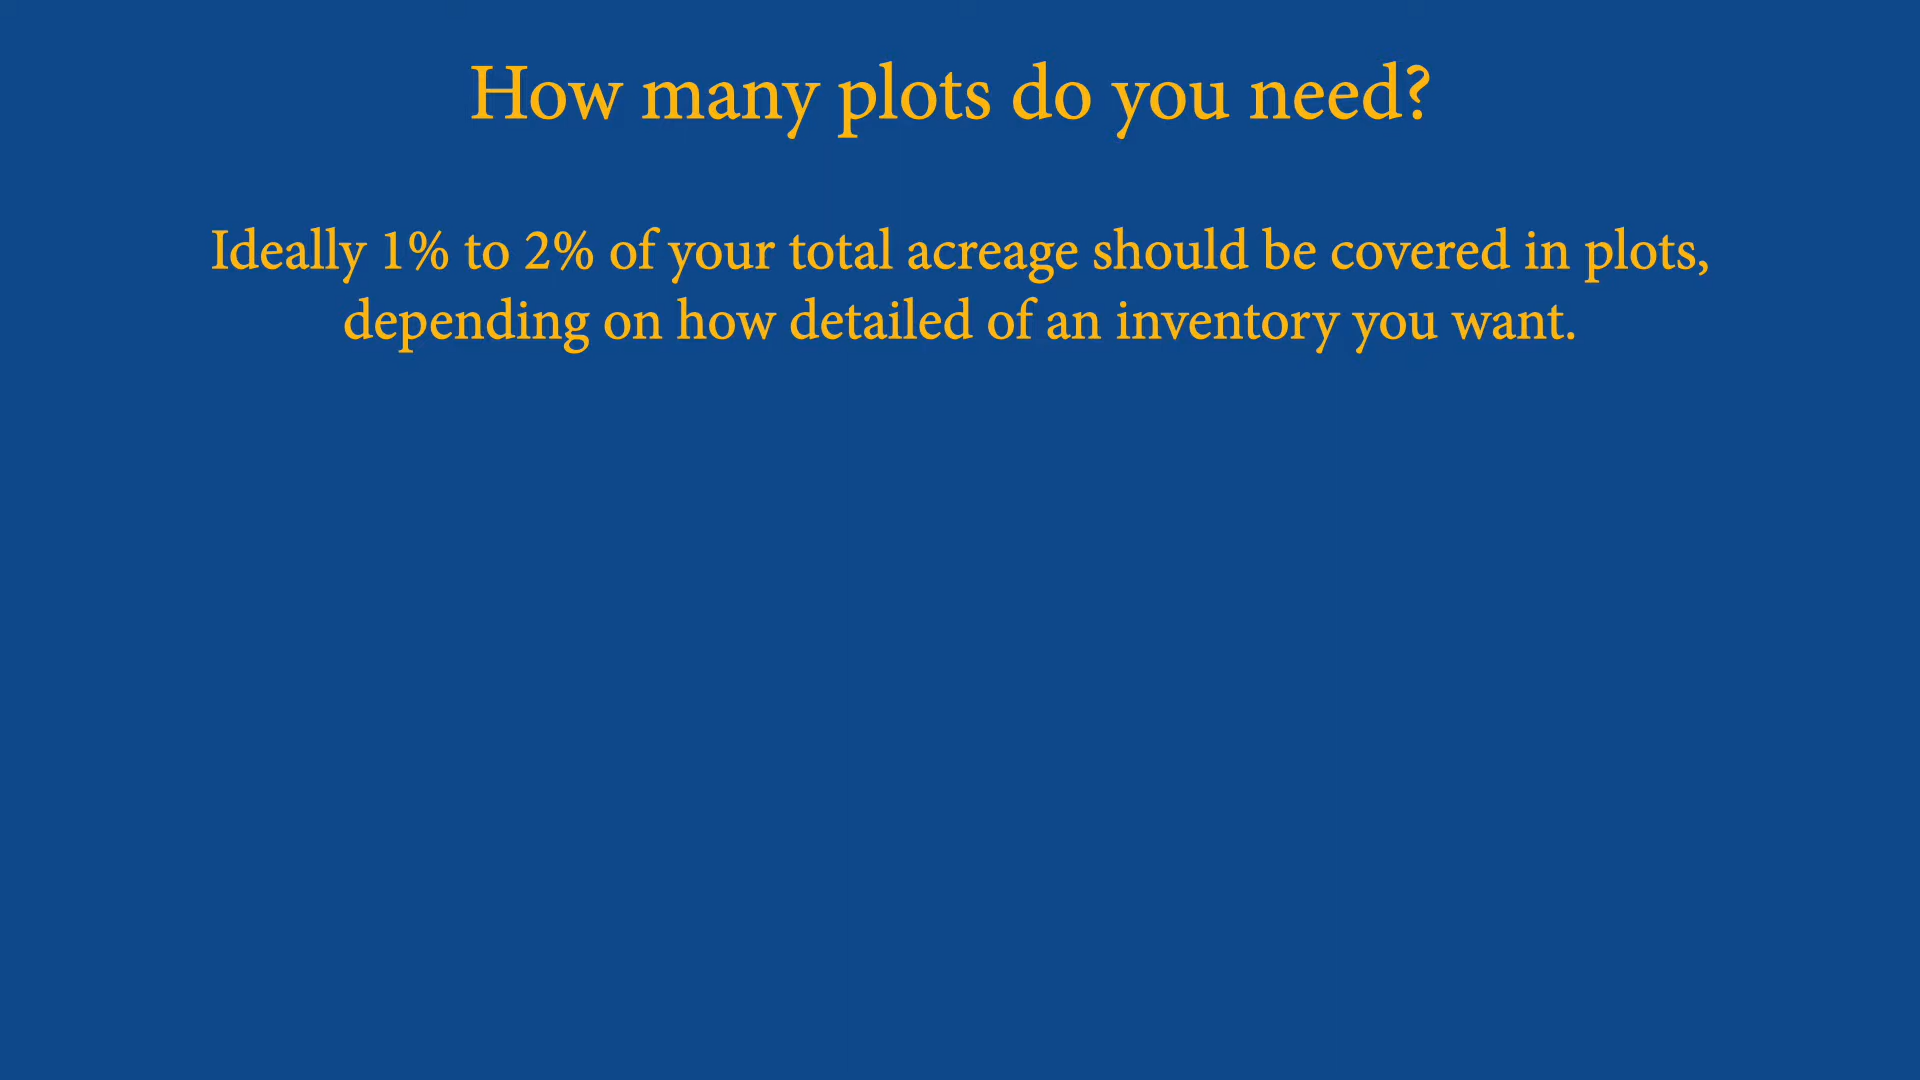 How many plots do you need?
Ideally 1% to 2% of your total acreage should be covered in plots,
depending on how detailed of an inventory you want.